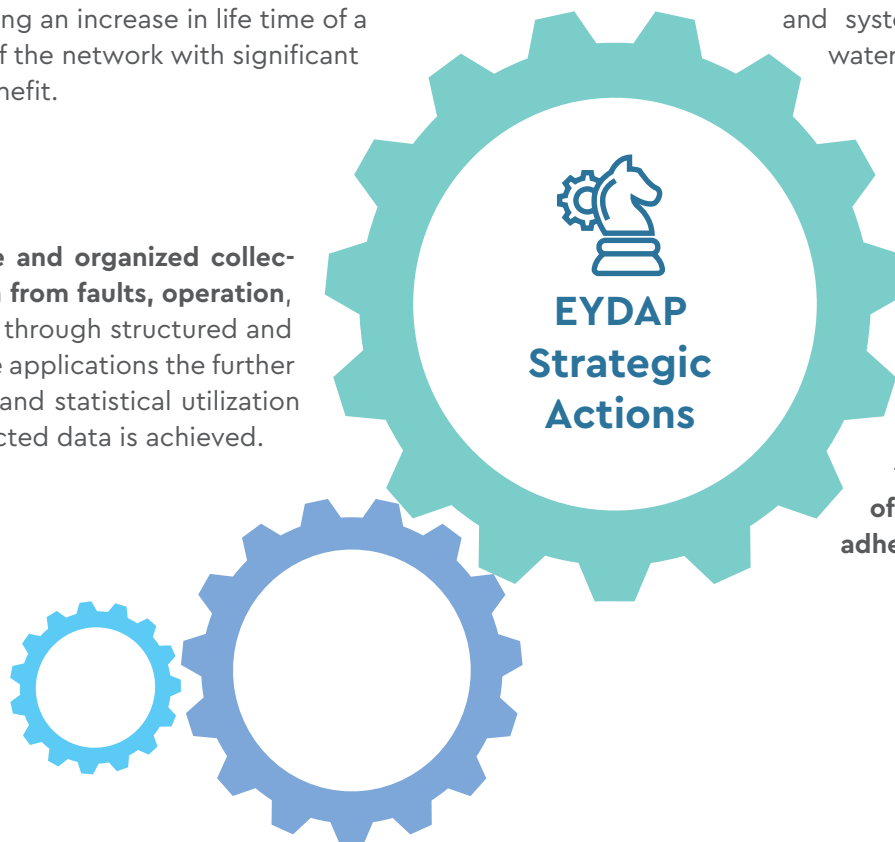 ng an increase in life time of a
f the network with significant
nefit.
e and organized collec-
from faults, operation,
through structured and
e applications the further
and statistical utilization
cted data is achieved.
EYDAP
Strategic
Actions
and syste
water
of
adhe